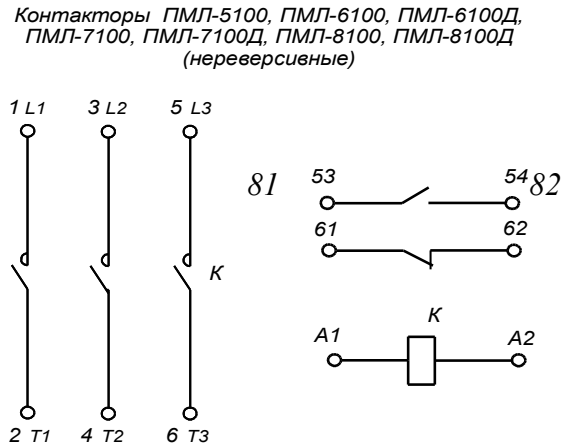 Контакторы ПМЛ-5100, ПМЛ-6100, ПМЛ-6100Д,
ПМЛ-7100, ПМЛ-7100Д, ПМЛ-8100, ПМЛ-8100Д
(нереверсивные)
1 L1 3 L2 5 L3
81 53 54 82
61 62
К
К
A1 A2
2 T1 4 T2 6 T3